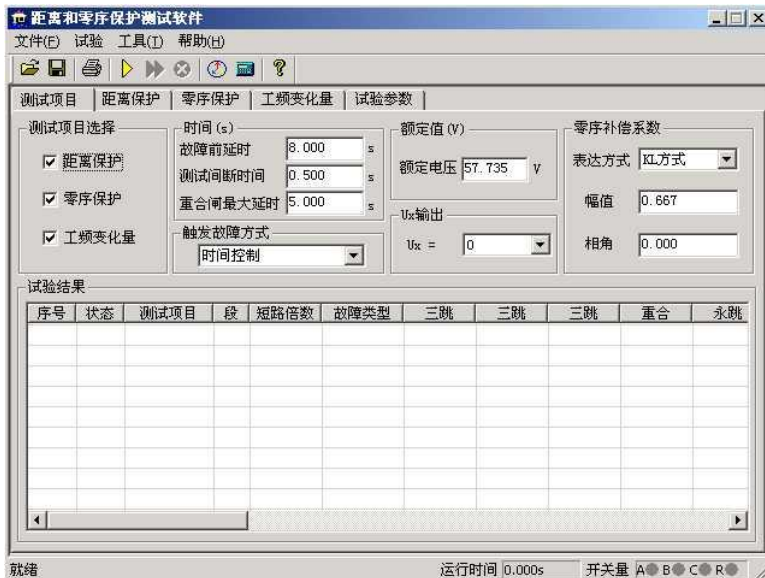 距离和零序保护测试软件
文件(F) 试验 工具(T) 帮助(H)
测试项目 距离保护 零序保护 工频变化量 试验参数
测试项目选择
距离保护
零序保护
工频变化量
时间(s)
故障前延时 8.000 s
测试间断时间 0.500 s
重合闸最大延时 5.000 s
触发故障方式
时间控制
额定值(V)
额定电压 57.735 V
Ux输出
Ux = 0
零序补偿系数
表达方式 KL方式
幅值 0.667
相角 0.000
试验结果
序号 状态 测试项目 段 短路倍数 故障类型 三跳 三跳 三跳 重合 永跳
就绪 运行时间 0.000s 开关量 A B C R